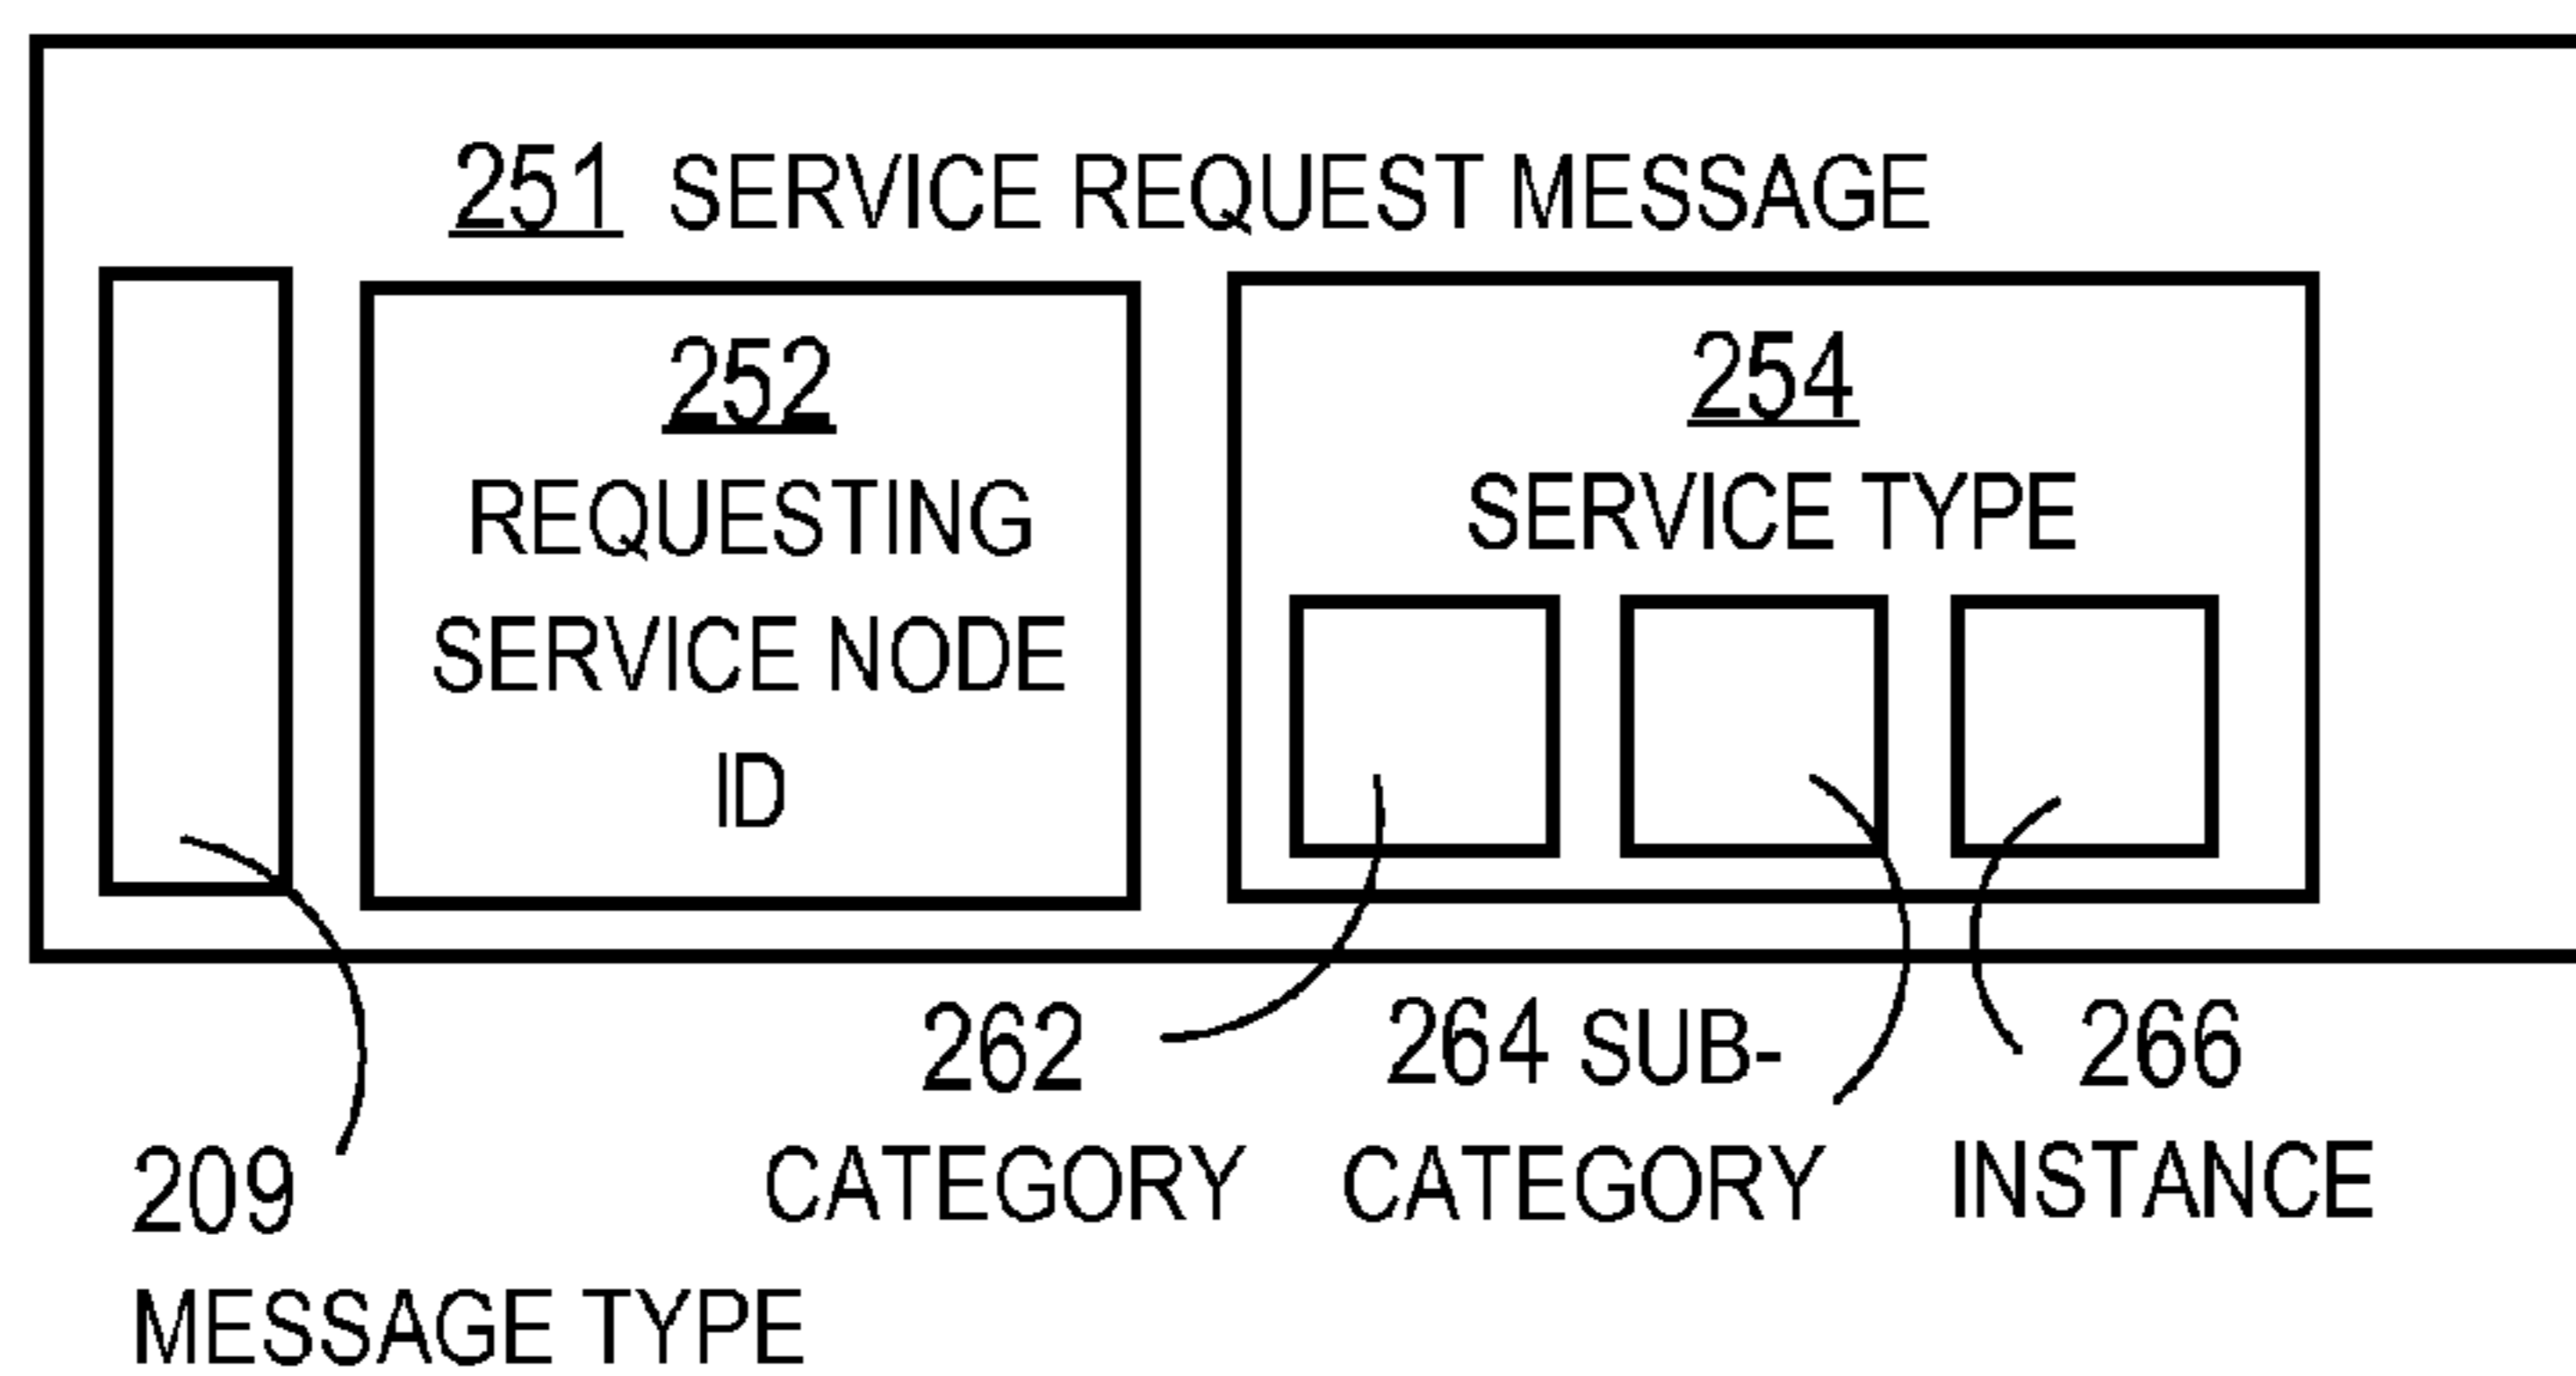 251 SERVICE REQUEST MESSAGE
252
REQUESTING
SERVICE NODE
ID
254
SERVICE TYPE
209
MESSAGE TYPE
262
CATEGORY
264 SUB-
CATEGORY
266
INSTANCE